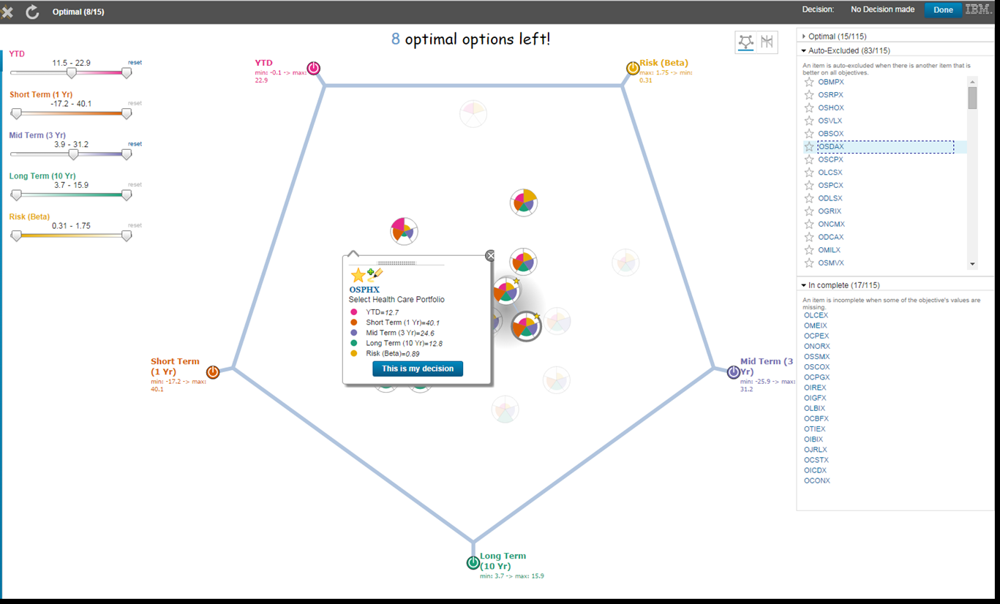 Optimal (8/15)
Decision: No Decision made Done IBM.
8 optimal options left!
YTD
11.5 - 22.9 reset
Short Term (1 Yr)
-17.2 - 40.1 reset
Mid Term (3 Yr)
3.9 - 31.2 reset
Long Term (10 Yr)
3.7 - 15.9 reset
Risk (Beta)
0.31 - 1.75 reset
YTD
min: -0.1 -> max:
22.9
Risk (Beta)
max: 1.75 -> min:
0.31
OSPHX
Select Health Care Portfolio
YTD=12.7
Short Term (1 Yr)=40.1
Mid Term (3 Yr)=24.6
Long Term (10 Yr)=12.8
Risk (Beta)=0.89
This is my decision
Short Term
(1 Yr)
min: -17.2 -> max:
40.1
Mid Term (3
Yr)
min: -25.9 -> max:
31.2
Long Term
(10 Yr)
min: 3.7 -> max: 15.9
Optimal (15/115)
Auto-Excluded (83/115)
An item is auto-excluded when there is another item that is
better on all objectives.
OBMPX
OSRPX
OSHOX
OSVLX
OBSOX
OSDAX
OSCPX
OLCSX
OSPCX
ODLSX
OGRIX
ONCMX
ODCAX
OMILX
OSMVX
In complete (17/115)
An item is incomplete when some of the objective's values are
missing.
OLCEX
OMEIX
OCPEX
ONORX
OSSMX
OSCOX
OCPGX
OIREX
OIGFX
OLBIX
OCBFX
OTIEX
OIBIX
OJRLX
OCSTX
OICDX
OCONX